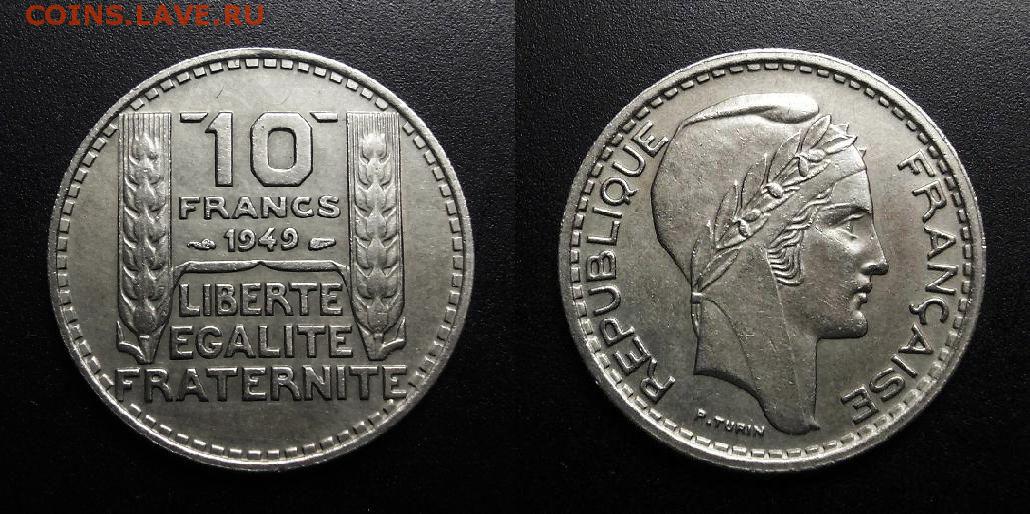 COINS.LAVE.RU
10
FRANCS
1949
LIBERTE
EGALITE
FRATERNITE
REPUBLIQUE FRANÇAISE
P. TURIN